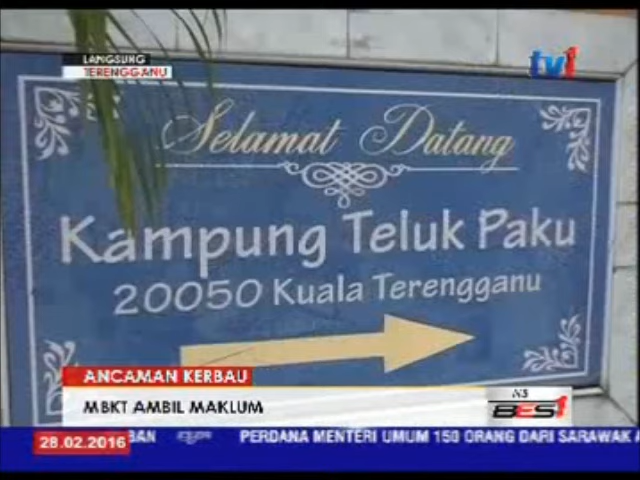 LANGSUNG
TERENGGANU
tv1
Selamat Datang
Kampung Teluk Paku
20050 Kuala Terengganu
ANCAMAN KERBAU
MBKT AMBIL MAKLUM
BES1
28.02.2016
BAN PERDANA MENTERI UMUM 150 ORANG DARI SARAWAK